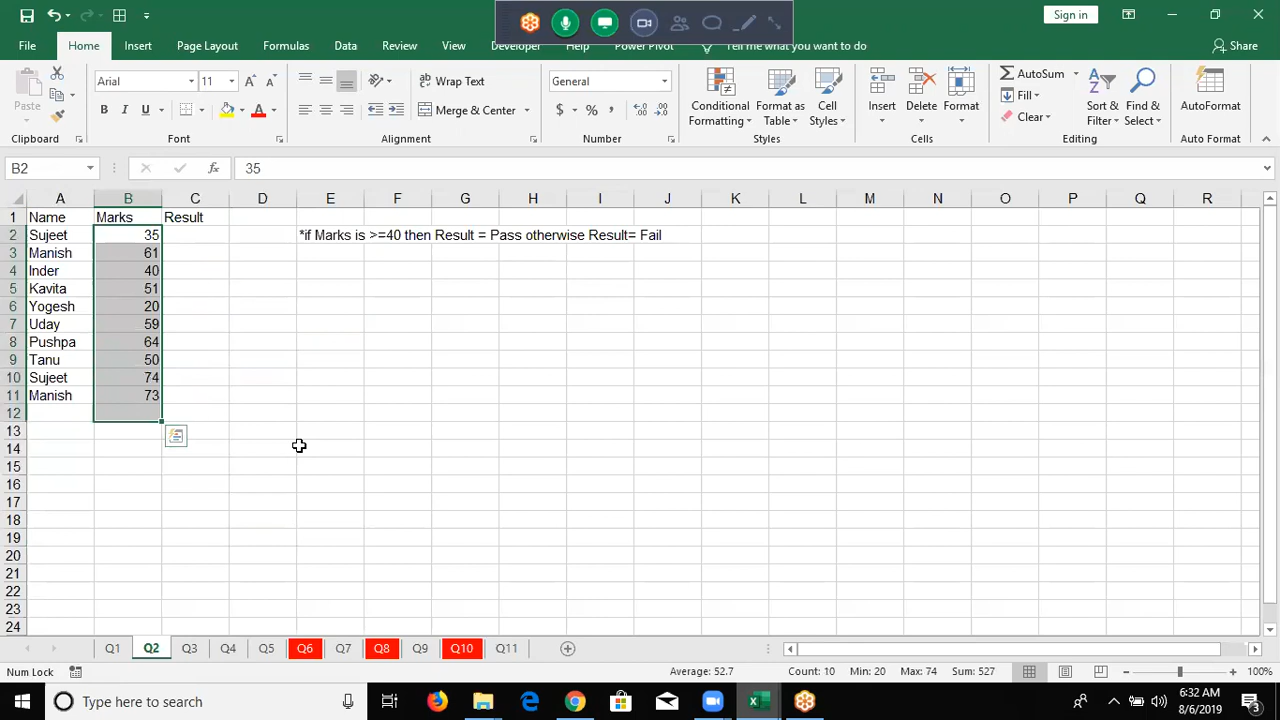 Sign in
File Home Insert Page Layout Formulas Data Review View Developer Help Power Pivot Tell me what you want to do Share
Paste
Arial 11
B I U A
Wrap Text
Merge & Center
General
$ % ,
Conditional Formatting
Format as Table
Cell Styles
Insert Delete Format
AutoSum
Fill
Clear
Sort & Filter
Find & Select
AutoFormat
Clipboard Font Alignment Number Styles Cells Editing Auto Format
B2 fx 35
A B C D E F G H I J K L M N O P Q R
1 Name Marks Result
2 Sujeet 35 *if Marks is >=40 then Result = Pass otherwise Result= Fail
3 Manish 61
4 Inder 40
5 Kavita 51
6 Yogesh 20
7 Uday 59
8 Pushpa 64
9 Tanu 50
10 Sujeet 74
11 Manish 73
12
13
14
15
16
17
18
19
20
21
22
23
24
Q1 Q2 Q3 Q4 Q5 Q6 Q7 Q8 Q9 Q10 Q11
Num Lock Average: 52.7 Count: 10 Min: 20 Max: 74 Sum: 527 100%
Type here to search
6:32 AM
8/6/2019
3